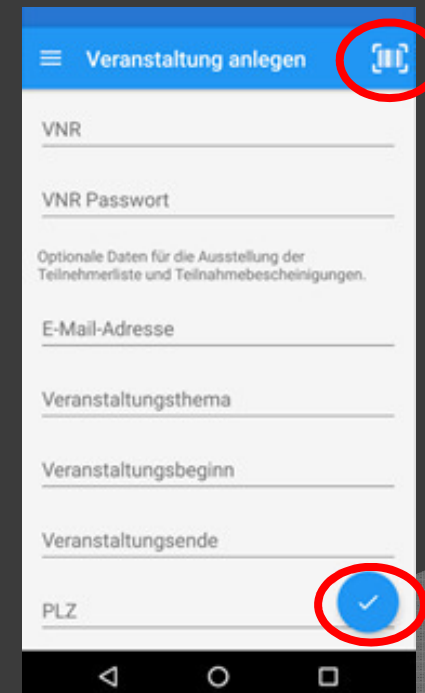 Veranstaltung anlegen
VNR
VNR Passwort
Optionale Daten für die Ausstellung der
Teilnehmerliste und Teilnahmebescheinigungen.
E-Mail-Adresse
Veranstaltungsthema
Veranstaltungsbeginn
Veranstaltungsende
PLZ